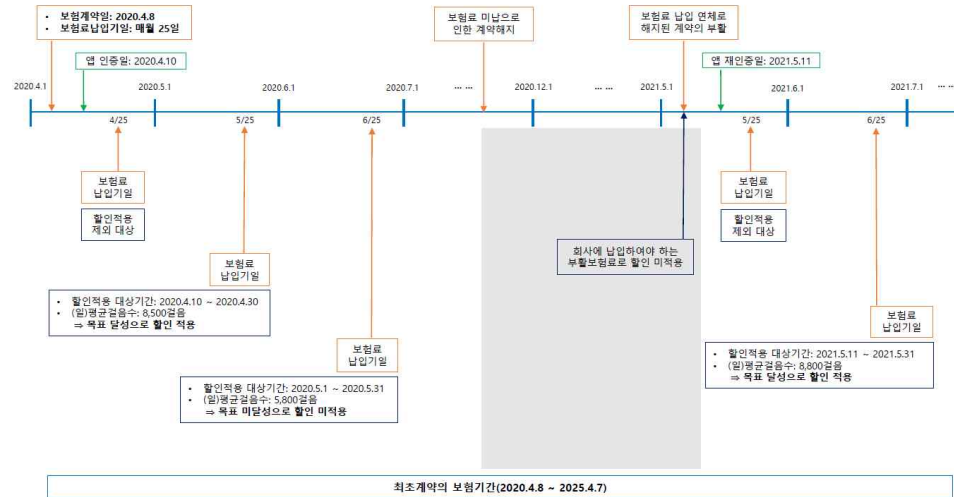 • 보험계약일: 2020.4.8
• 보험료납입기일: 매월 25일
보험료 미납으로
인한 계약해지
보험료 납입 연체로
해지된 계약의 부활
앱 인증일: 2020.4.10
앱 재인증일: 2021.5.11
2020.4.1
2020.5.1
2020.6.1
2020.7.1
... ...
2020.12.1
... ...
2021.5.1
2021.6.1
2021.7.1
... ...
4/25
5/25
6/25
5/25
6/25
보험료
납입기일
할인적용
제외 대상
보험료
납입기일
할인적용
제외 대상
회사에 납입하여야 하는
부활보험료로 할인 미적용
보험료
납입기일
• 할인적용 대상기간: 2020.4.10 ~ 2020.4.30
• (일)평균걸음수: 8,500걸음
⇒ 목표 달성으로 할인 적용
보험료
납입기일
보험료
납입기일
• 할인적용 대상기간: 2020.5.1 ~ 2020.5.31
• (일)평균걸음수: 5,800걸음
⇒ 목표 미달성으로 할인 미적용
• 할인적용 대상기간: 2021.5.11 ~ 2021.5.31
• (일)평균걸음수: 8,800걸음
⇒ 목표 달성으로 할인 적용
최초계약의 보험기간(2020.4.8 ~ 2025.4.7)